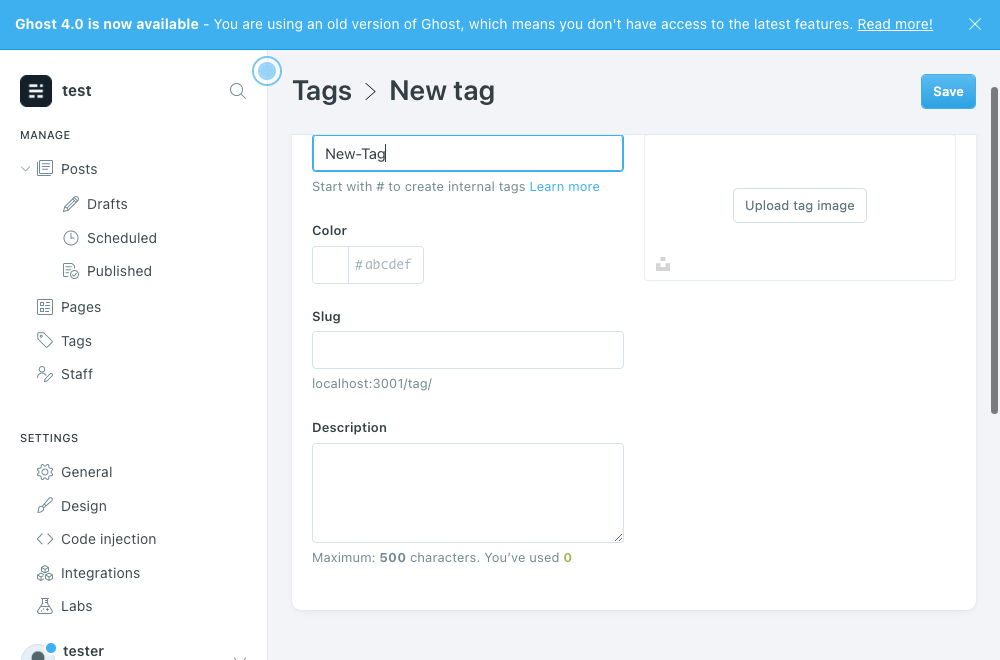 Ghost 4.0 is now available - You are using an old version of Ghost, which means you don't have access to the latest features. Read more!
test
Tags > New tag
Save
MANAGE
Posts
Drafts
Scheduled
Published
Pages
Tags
Staff
SETTINGS
General
Design
Code injection
Integrations
Labs
tester
New-Tag
Start with # to create internal tags Learn more
Color
# abcdef
Slug
localhost:3001/tag/
Description
Maximum: 500 characters. You’ve used 0
Upload tag image